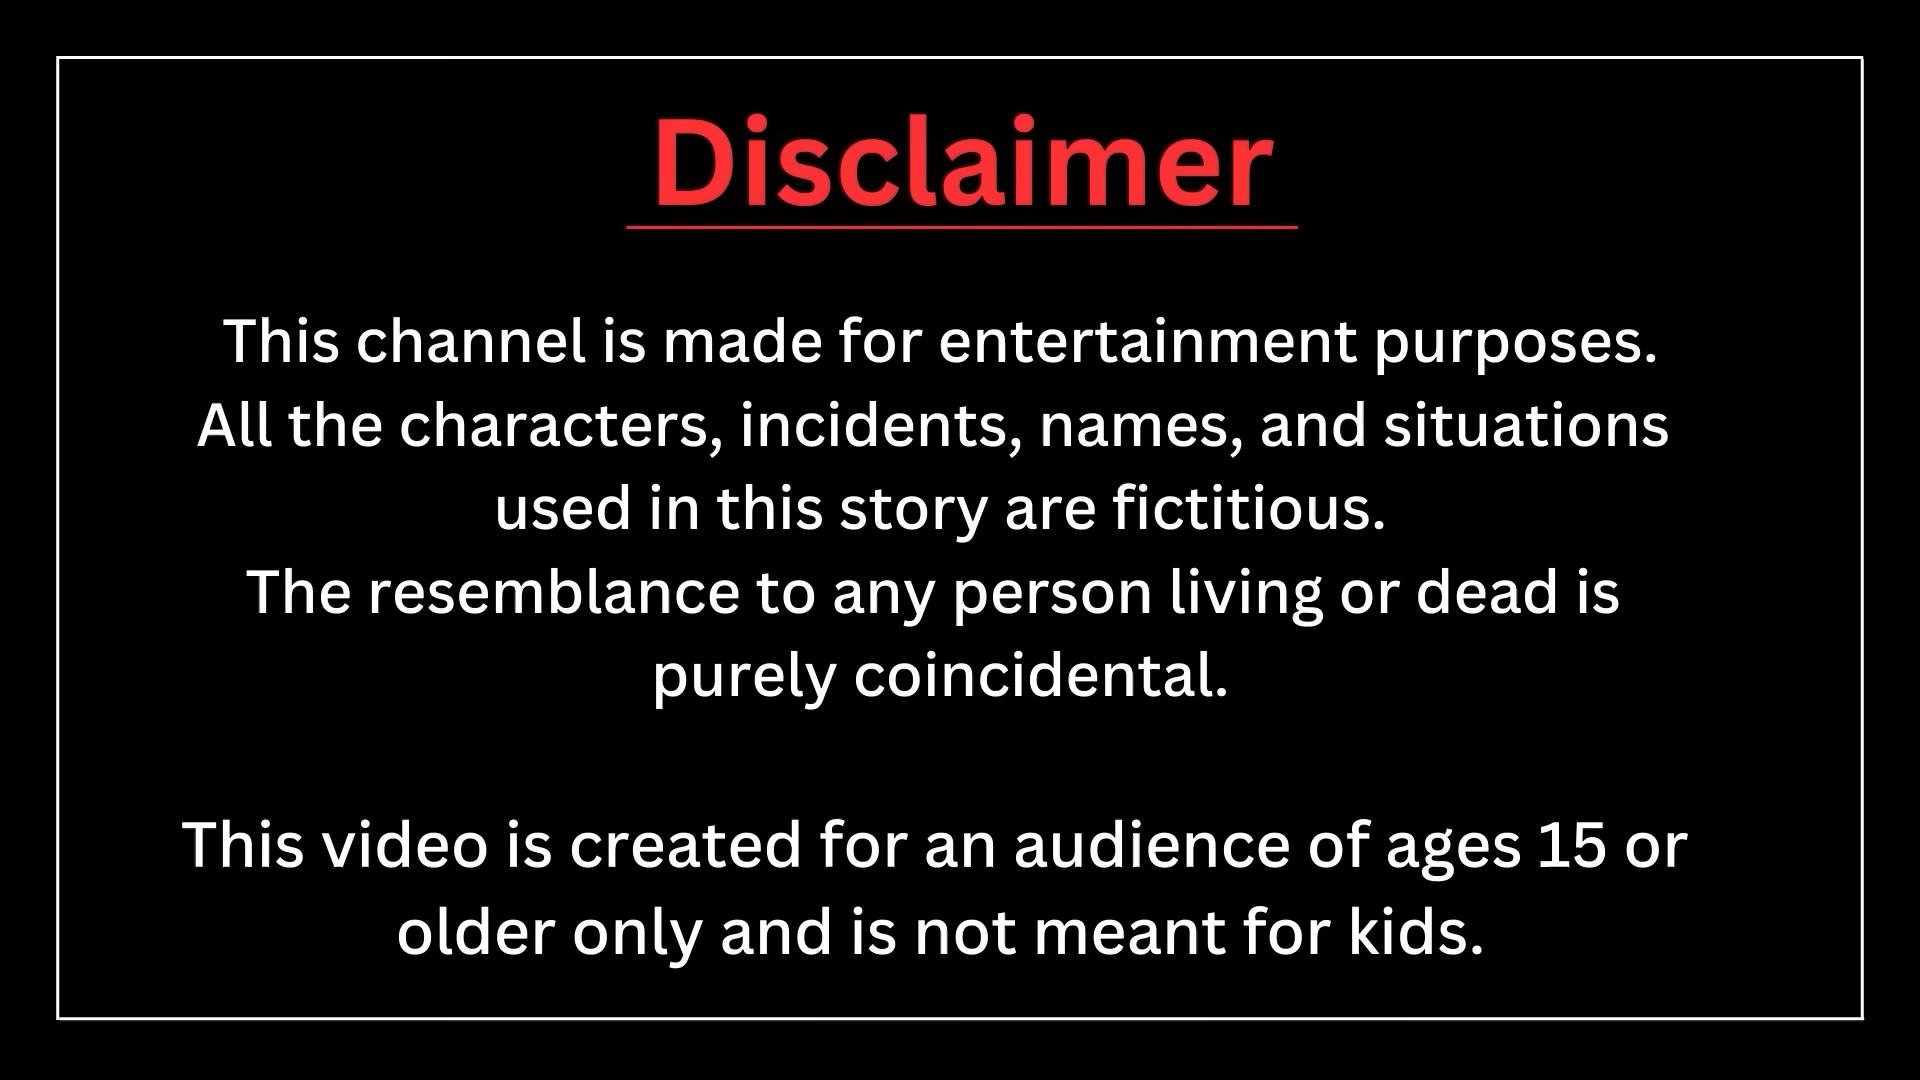 Disclaimer
This channel is made for entertainment purposes.
All the characters, incidents, names, and situations
used in this story are fictitious.
The resemblance to any person living or dead is
purely coincidental.
This video is created for an audience of ages 15 or
older only and is not meant for kids.